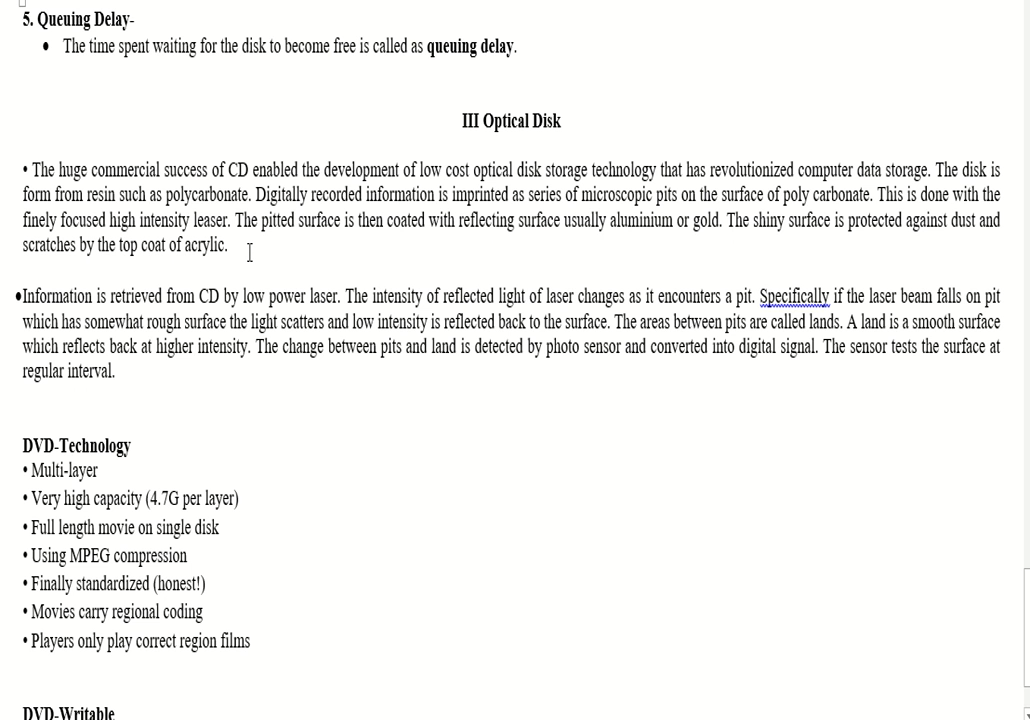 5. Queuing Delay-
• The time spent waiting for the disk to become free is called as queuing delay.
III Optical Disk
• The huge commercial success of CD enabled the development of low cost optical disk storage technology that has revolutionized computer data storage. The disk is
form from resin such as polycarbonate. Digitally recorded information is imprinted as series of microscopic pits on the surface of poly carbonate. This is done with the
finely focused high intensity leaser. The pitted surface is then coated with reflecting surface usually aluminium or gold. The shiny surface is protected against dust and
scratches by the top coat of acrylic.
•Information is retrieved from CD by low power laser. The intensity of reflected light of laser changes as it encounters a pit. Specifically if the laser beam falls on pit
which has somewhat rough surface the light scatters and low intensity is reflected back to the surface. The areas between pits are called lands. A land is a smooth surface
which reflects back at higher intensity. The change between pits and land is detected by photo sensor and converted into digital signal. The sensor tests the surface at
regular interval.
DVD-Technology
• Multi-layer
• Very high capacity (4.7G per layer)
• Full length movie on single disk
• Using MPEG compression
• Finally standardized (honest!)
• Movies carry regional coding
• Players only play correct region films
DVD-Writable